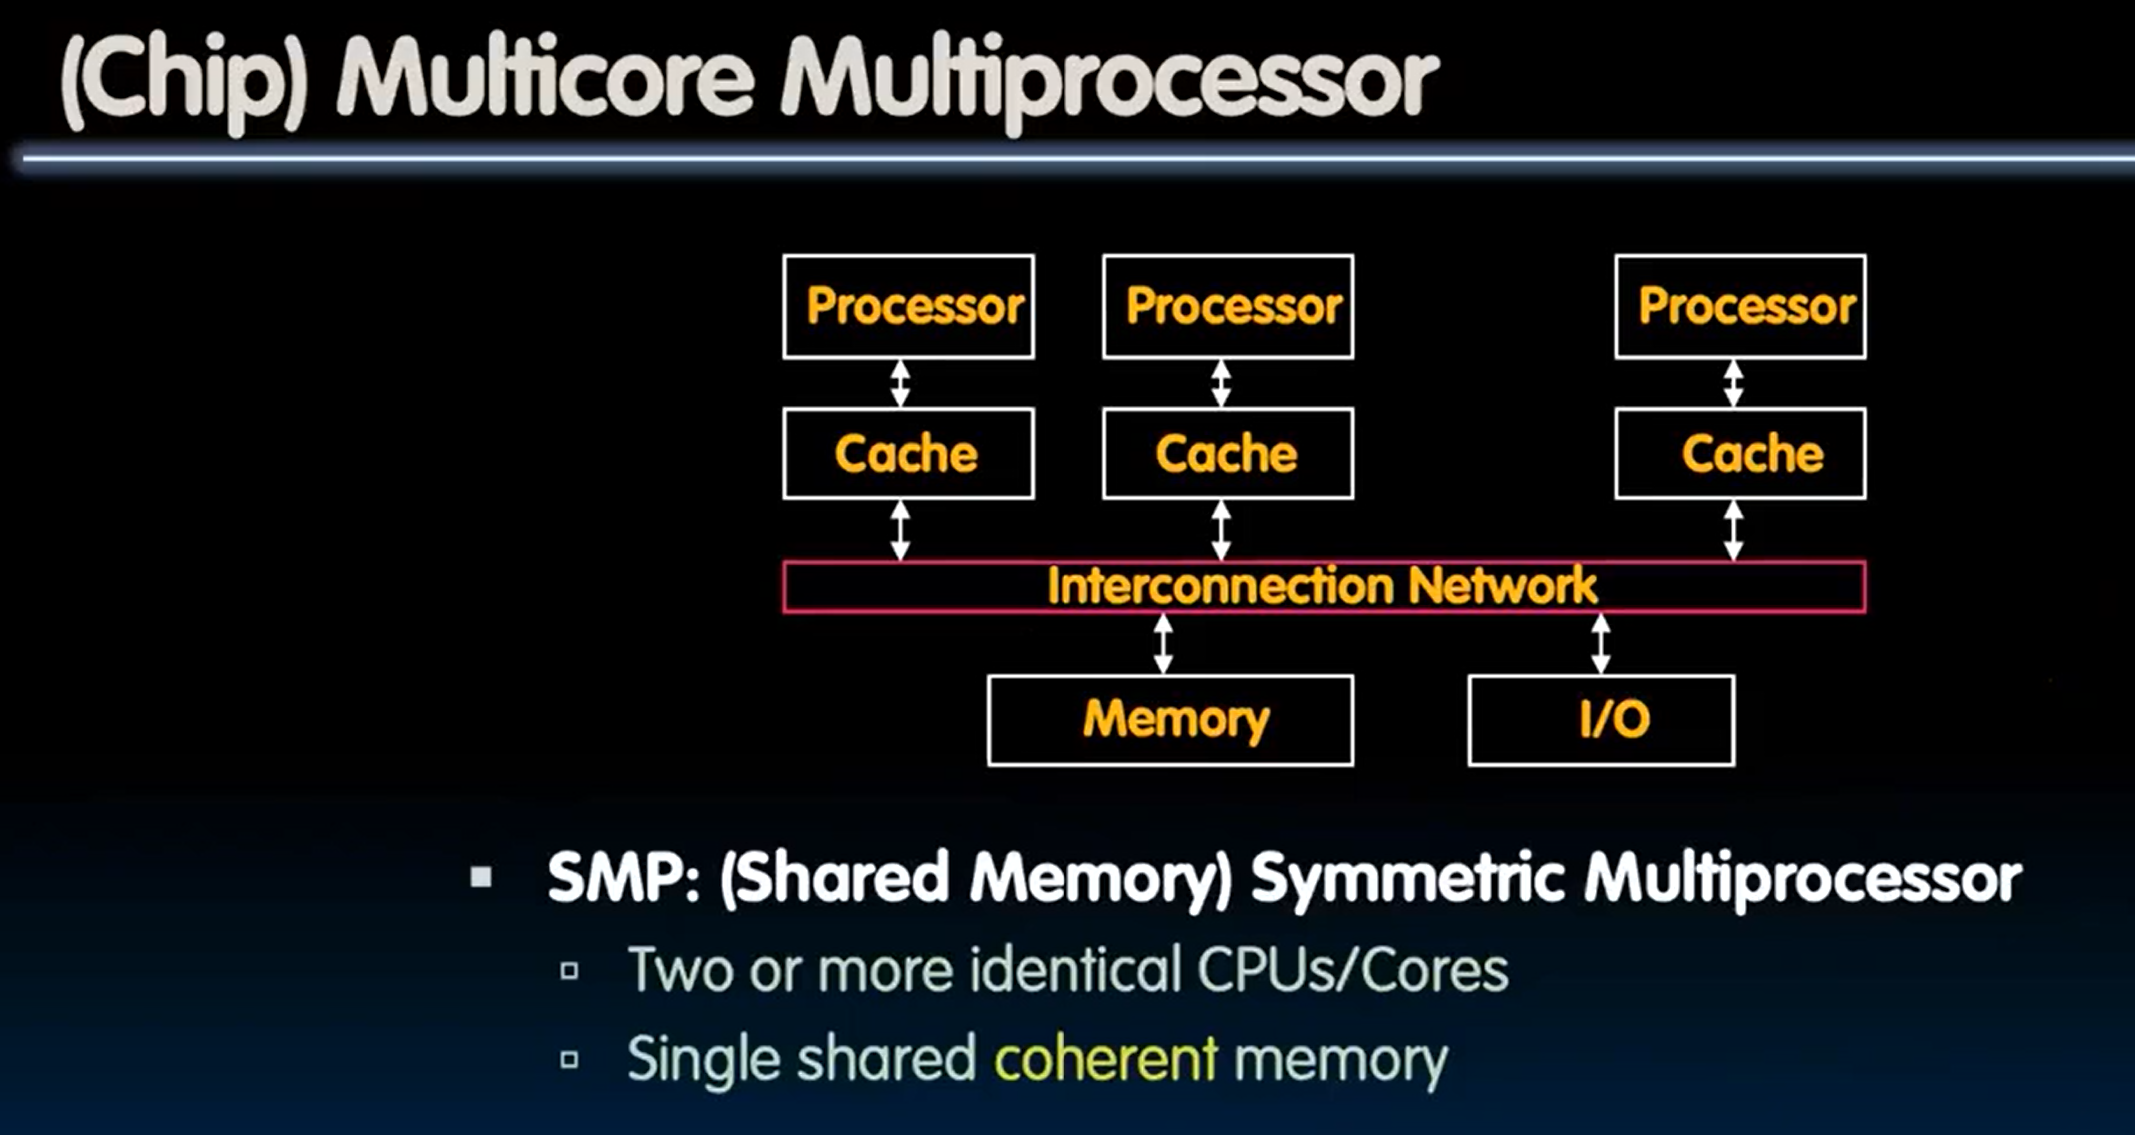 (Chip) Multicore Multiprocessor
Processor Processor Processor
Cache Cache Cache
Interconnection Network
Memory I/O
SMP: (Shared Memory) Symmetric Multiprocessor
Two or more identical CPUs/Cores
Single shared coherent memory